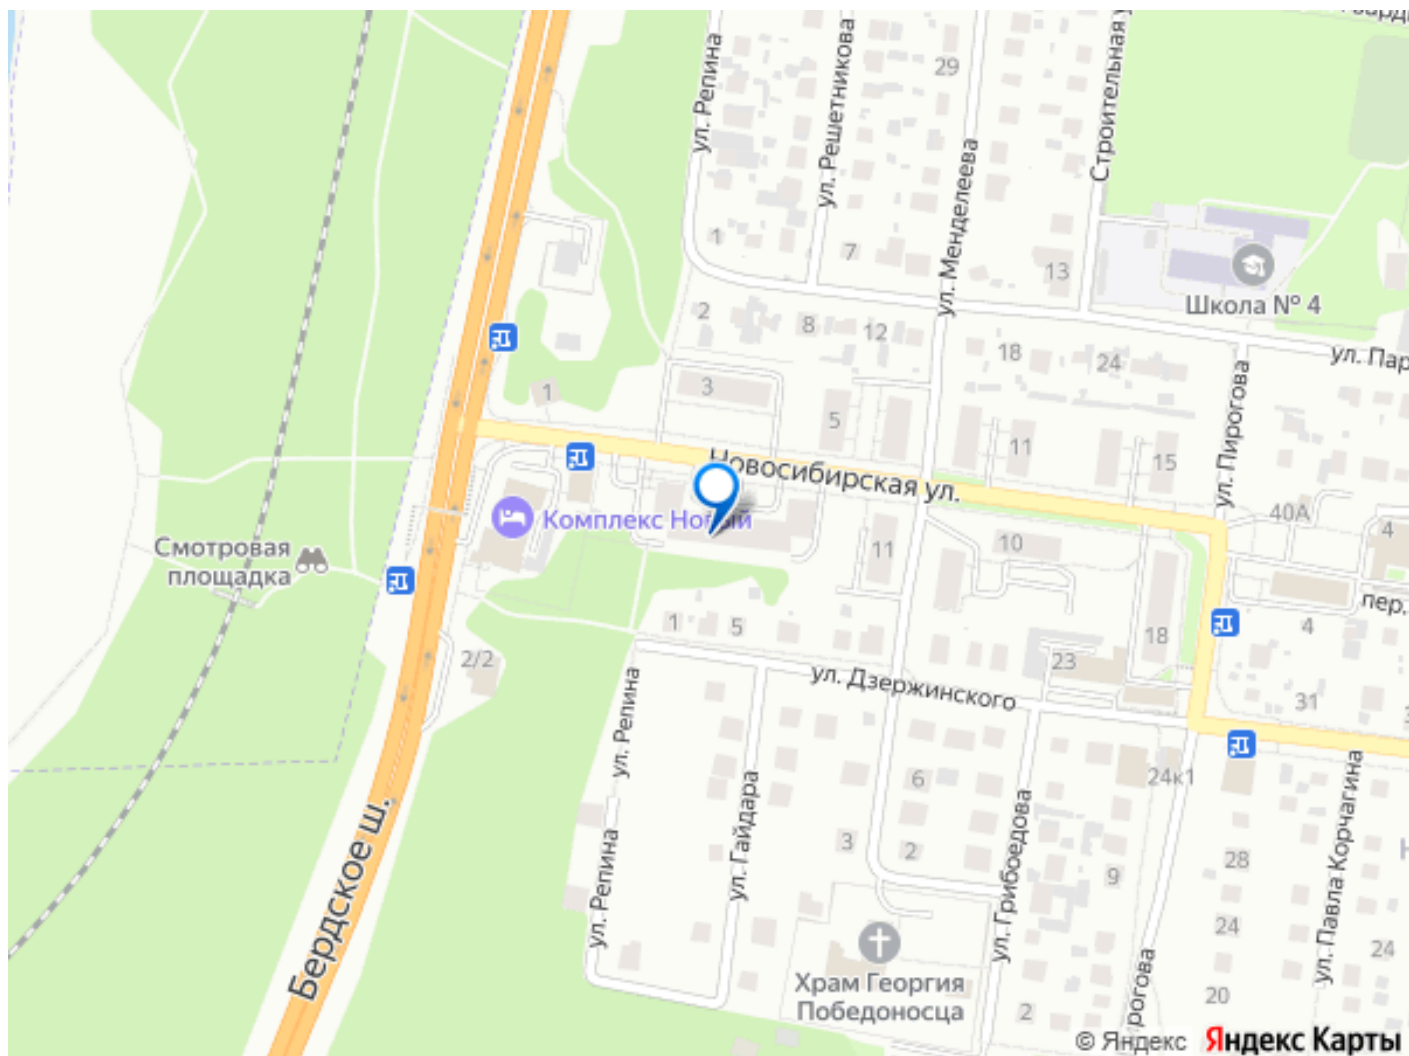 ул. Репина
ул. Решетникова
29
ул. Менделеева
Строительная
1
7
13
Школа № 4
2
8
12
18
24
ул. Пар
ул. Пирогова
1
3
5
11
15
Новосибирская ул.
Комплекс Новый
40А
4
11
10
Смотровая
площадка
пер.
1
5
4
18
2/2
23
ул. Дзержинского
31
ул. Репина
24к1
6
ул. Гайдара
ул. Грибоедова
ул. Павла Корчагина
Бердское ш.
3
2
28
9
ул. Репина
24
24
Храм Георгия
Победоносца
рогова
20
2
© Яндекс
Яндекс Карты